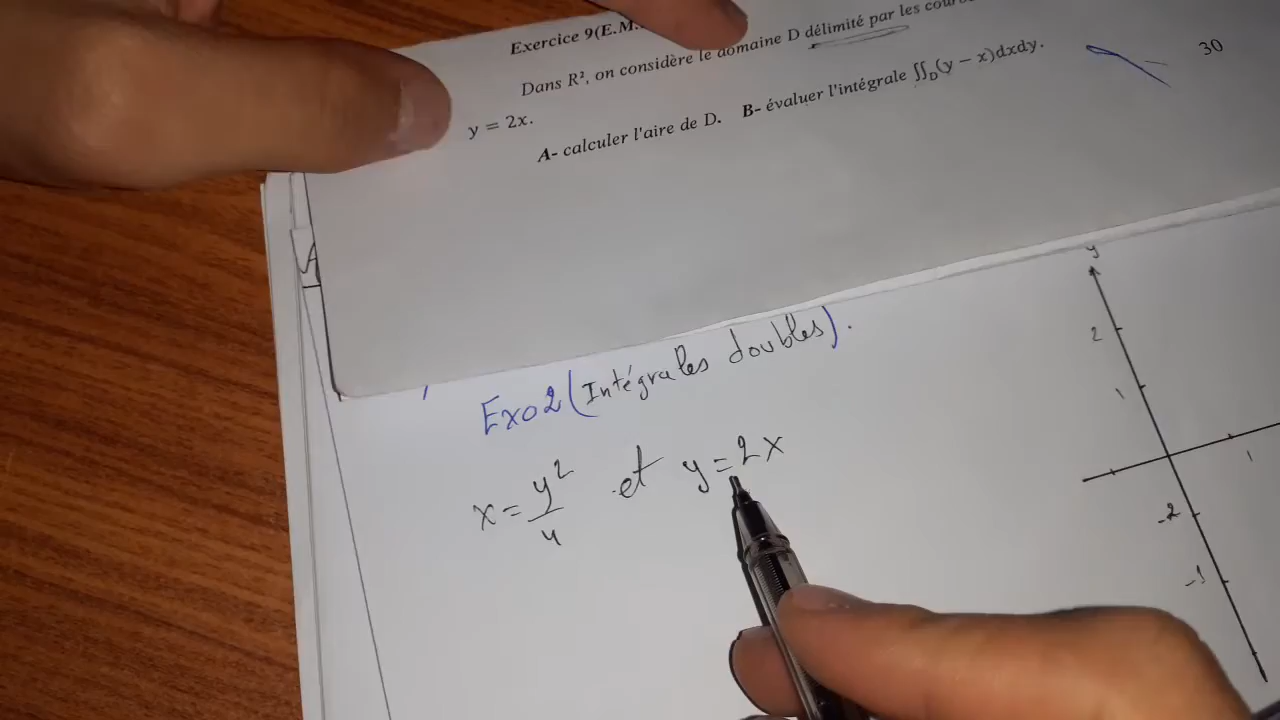 Exercice 9(E.M.
Dans R², on considère le domaine D délimité par les
y = 2x.
A- calculer l'aire de D. B- évaluer l'intégrale ∬_D(y − x)dxdy.
30
A
Exo2 (Intégrales doubles).
x = y²/4 et y = 2x
y
2
1
1
-2
-1